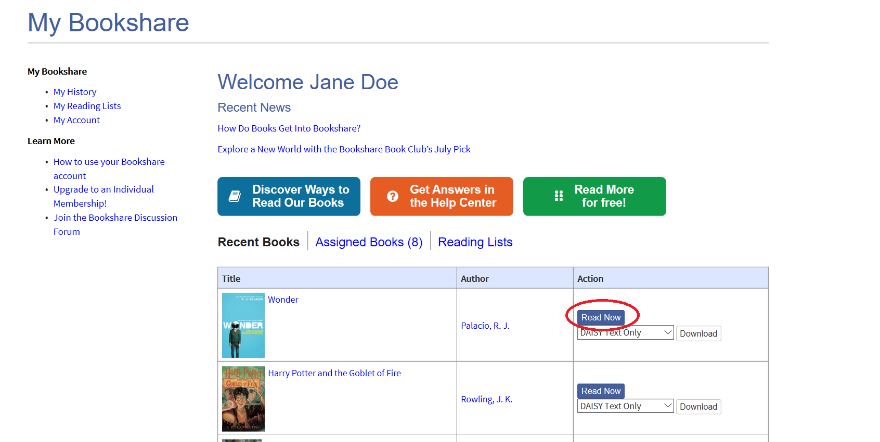 My Bookshare
My Bookshare
My History
My Reading Lists
My Account
Learn More
How to use your Bookshare
account
Upgrade to an Individual
Membership!
Join the Bookshare Discussion
Forum
Welcome Jane Doe
Recent News
How Do Books Get Into Bookshare?
Explore a New World with the Bookshare Book Club's July Pick
Discover Ways to
Read Our Books
Get Answers in
the Help Center
Read More
for free!
Recent Books
Assigned Books (8)
Reading Lists
Title
Author
Action
WONDER
Wonder
Palacio, R. J.
Read Now
DAISY Text Only
Download
Harry Potter and the Goblet of Fire
Rowling, J. K.
Read Now
DAISY Text Only
Download